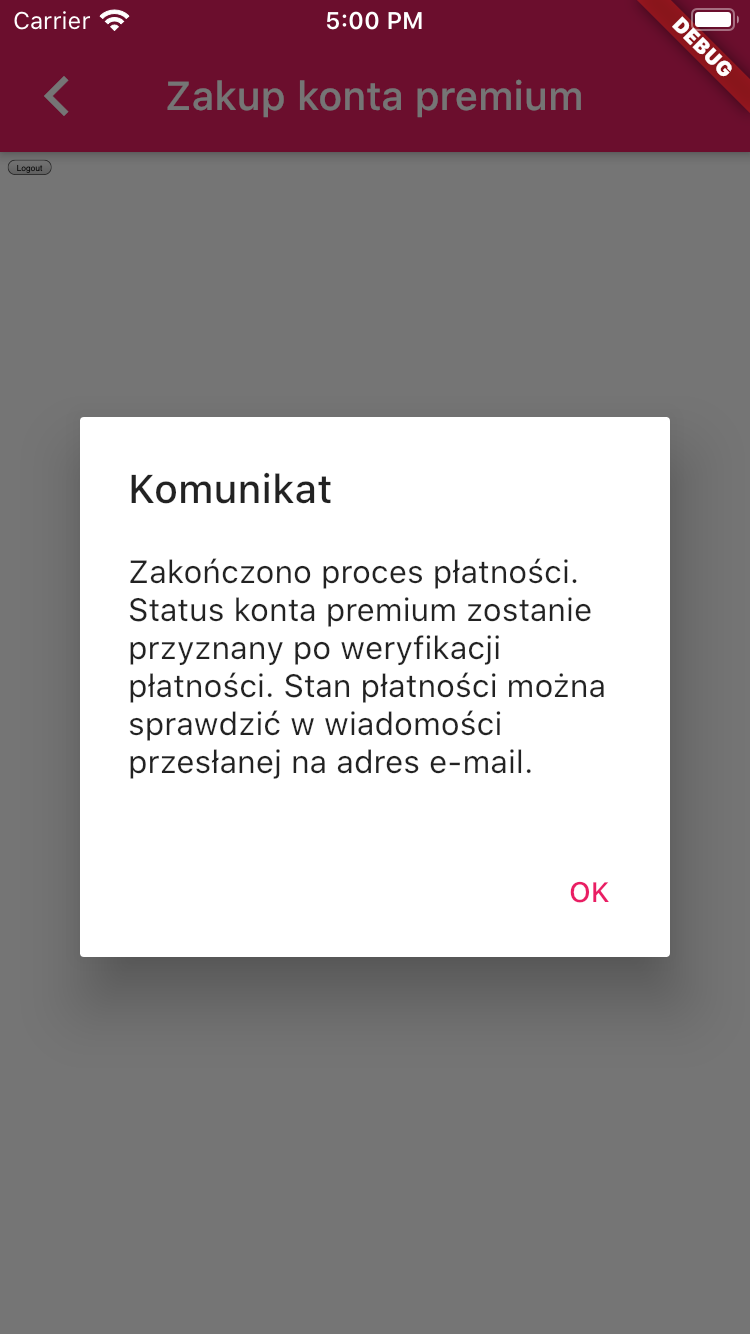 Carrier 5:00 PM
DEBUG
Zakup konta premium
Logout
Komunikat
Zakończono proces płatności.
Status konta premium zostanie
przyznany po weryfikacji
płatności. Stan płatności można
sprawdzić w wiadomości
przesłanej na adres e-mail.
OK